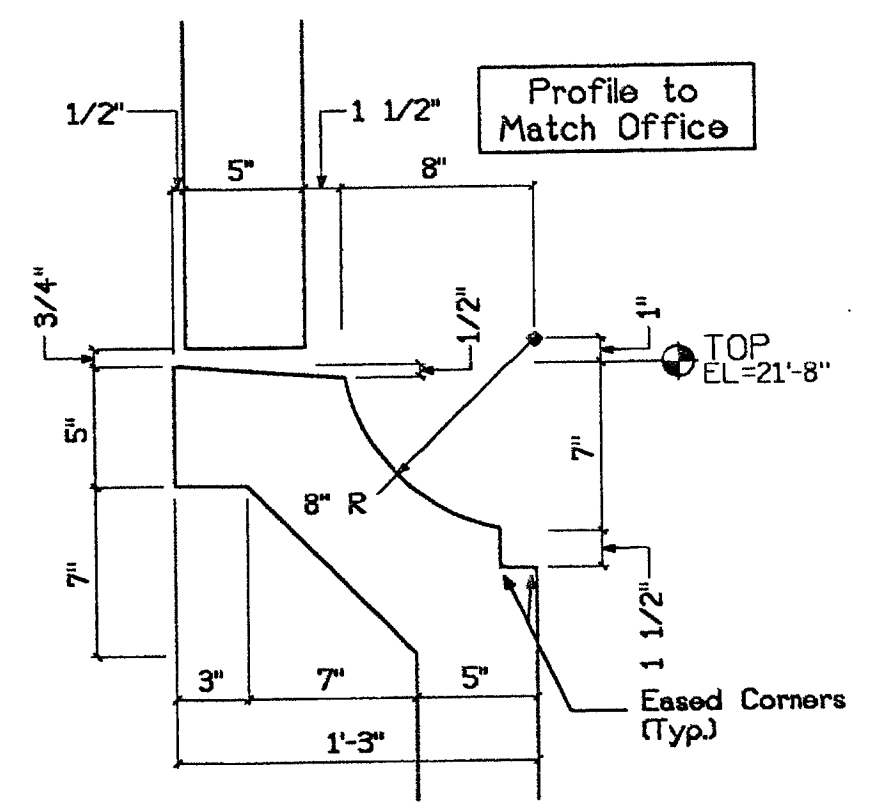 Profile to
Match Office
1/2"
1 1/2"
5"
8"
3/4"
1/2"
1"
TOP
EL=21'-8"
5"
7"
8" R
7"
1 1/2"
3"
7"
5"
Eased Corners
(Typ.)
1'-3"